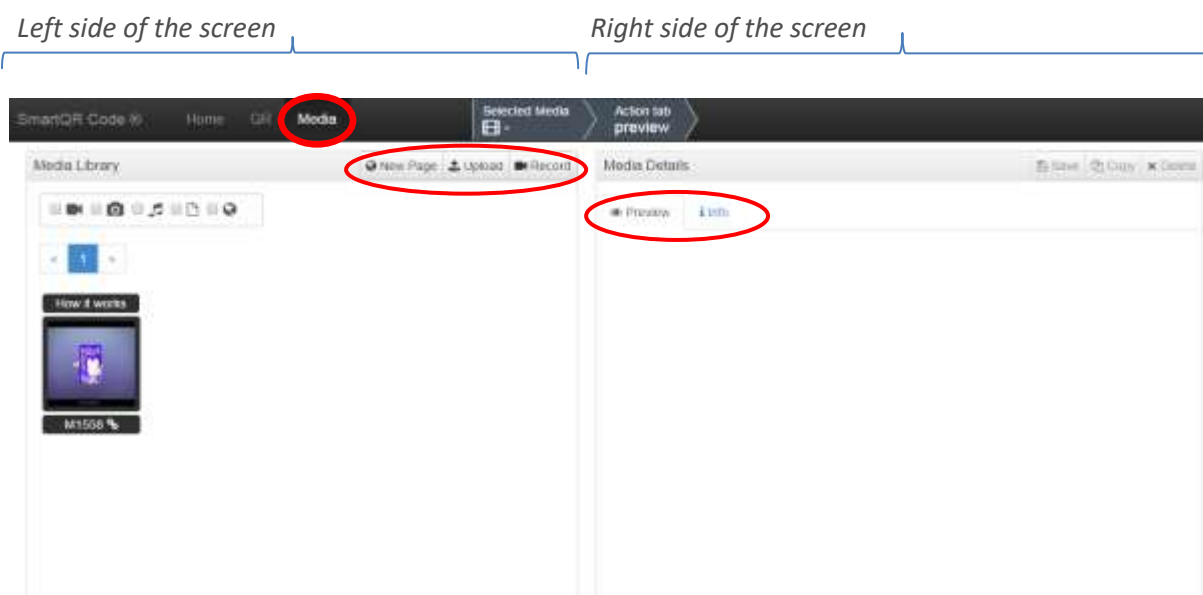 Left side of the screen
Right side of the screen
SmartQR Code ®
Home
QR
Media
Selected Media
-
Action tab
preview
Media Library
New Page
Upload
Record
Media Details
Save
Copy
Delete
Preview
Info
«
1
»
How it works
M1558